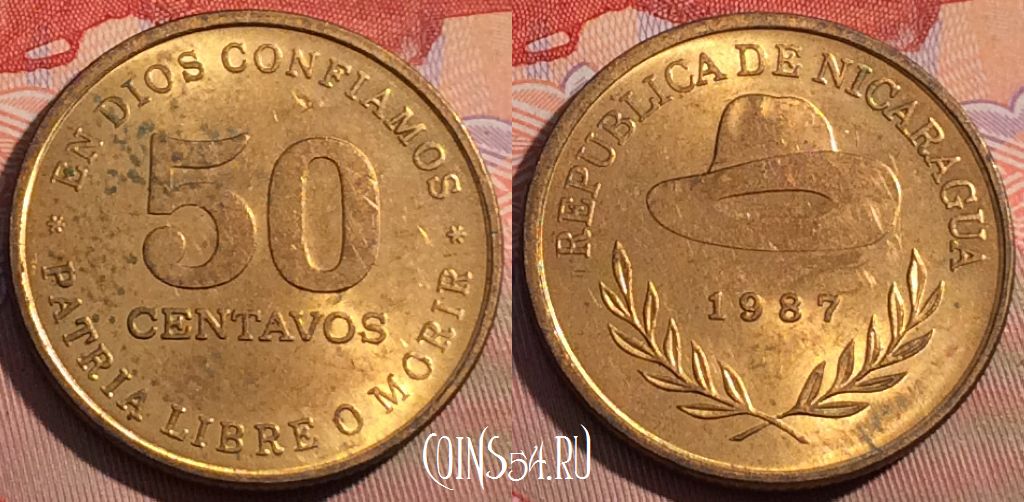 * EN DIOS CONFIAMOS *
50
CENTAVOS
PATRIA LIBRE O MORIR
REPUBLICA DE NICARAGUA
1987
COINS54.RU